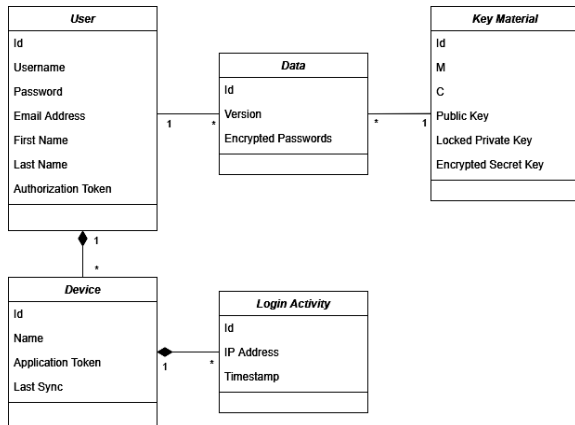 User
Id
Username
Password
Email Address
First Name
Last Name
Authorization Token
1
*
Data
Id
Version
Encrypted Passwords
*
1
Key Material
Id
M
C
Public Key
Locked Private Key
Encrypted Secret Key
1
*
Device
Id
Name
Application Token
Last Sync
1
*
Login Activity
Id
IP Address
Timestamp